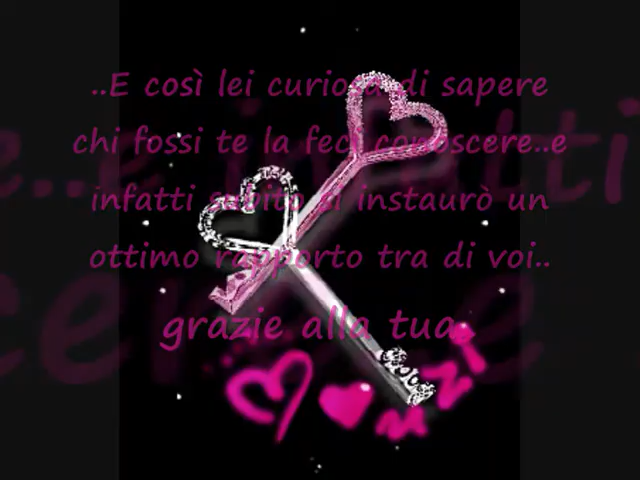 ..E così lei curiosa di sapere
chi fossi te la feci conoscere..e
infatti subito si instaurò un
ottimo rapporto tra di voi..
grazie alla tua